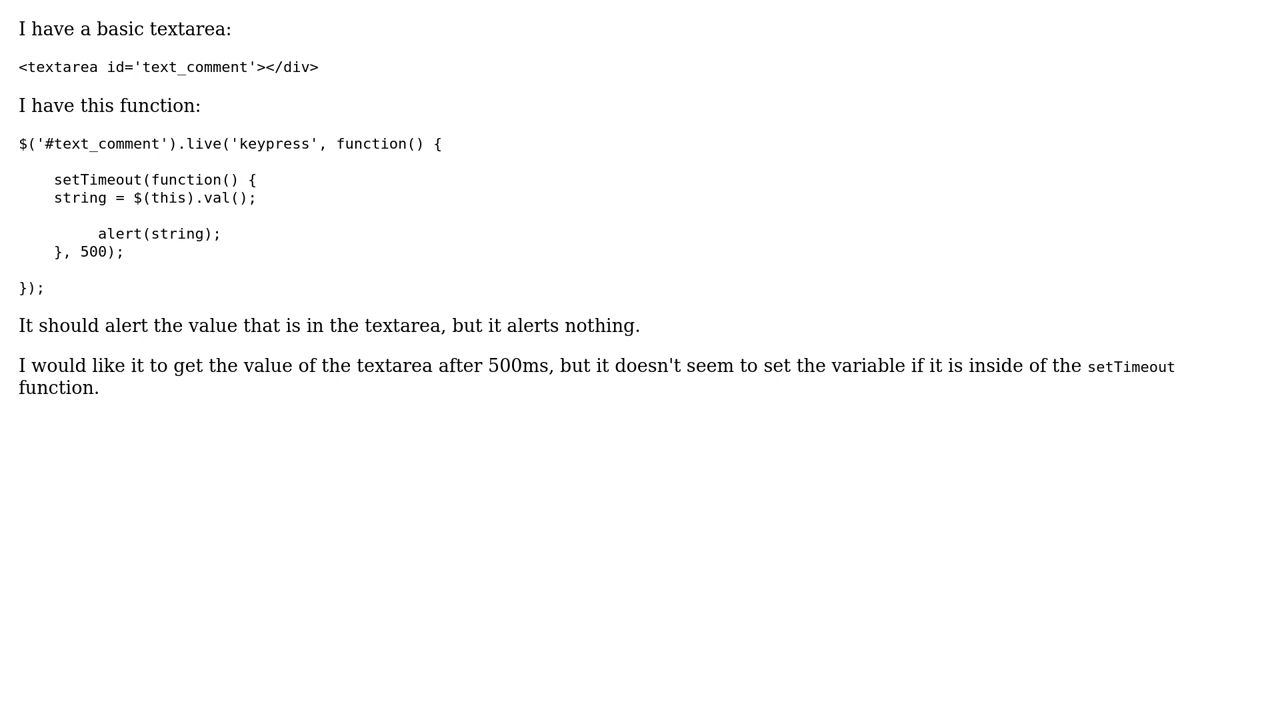 I have a basic textarea:
<textarea id='text_comment'></div>
I have this function:
$('#text_comment').live('keypress', function() {
    setTimeout(function() {
    string = $(this).val();
         alert(string);
    }, 500);
});
It should alert the value that is in the textarea, but it alerts nothing.
I would like it to get the value of the textarea after 500ms, but it doesn't seem to set the variable if it is inside of the setTimeout
function.